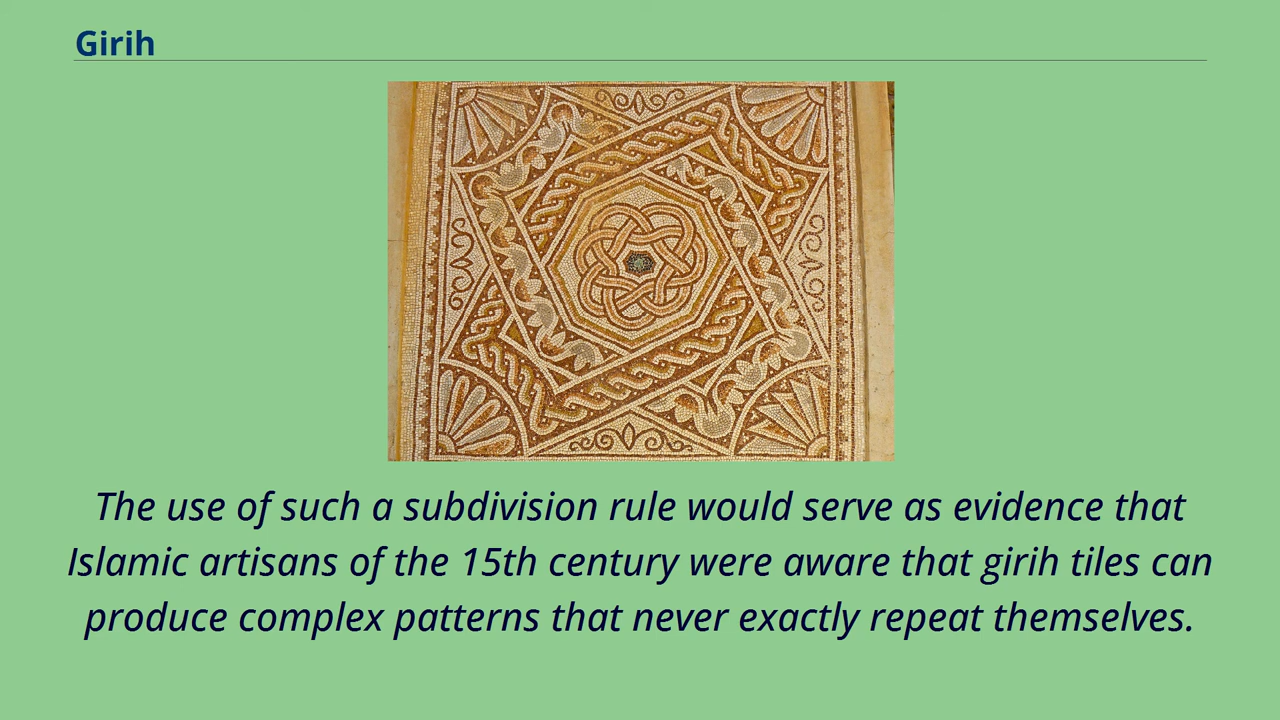 Girih
The use of such a subdivision rule would serve as evidence that
Islamic artisans of the 15th century were aware that girih tiles can
produce complex patterns that never exactly repeat themselves.